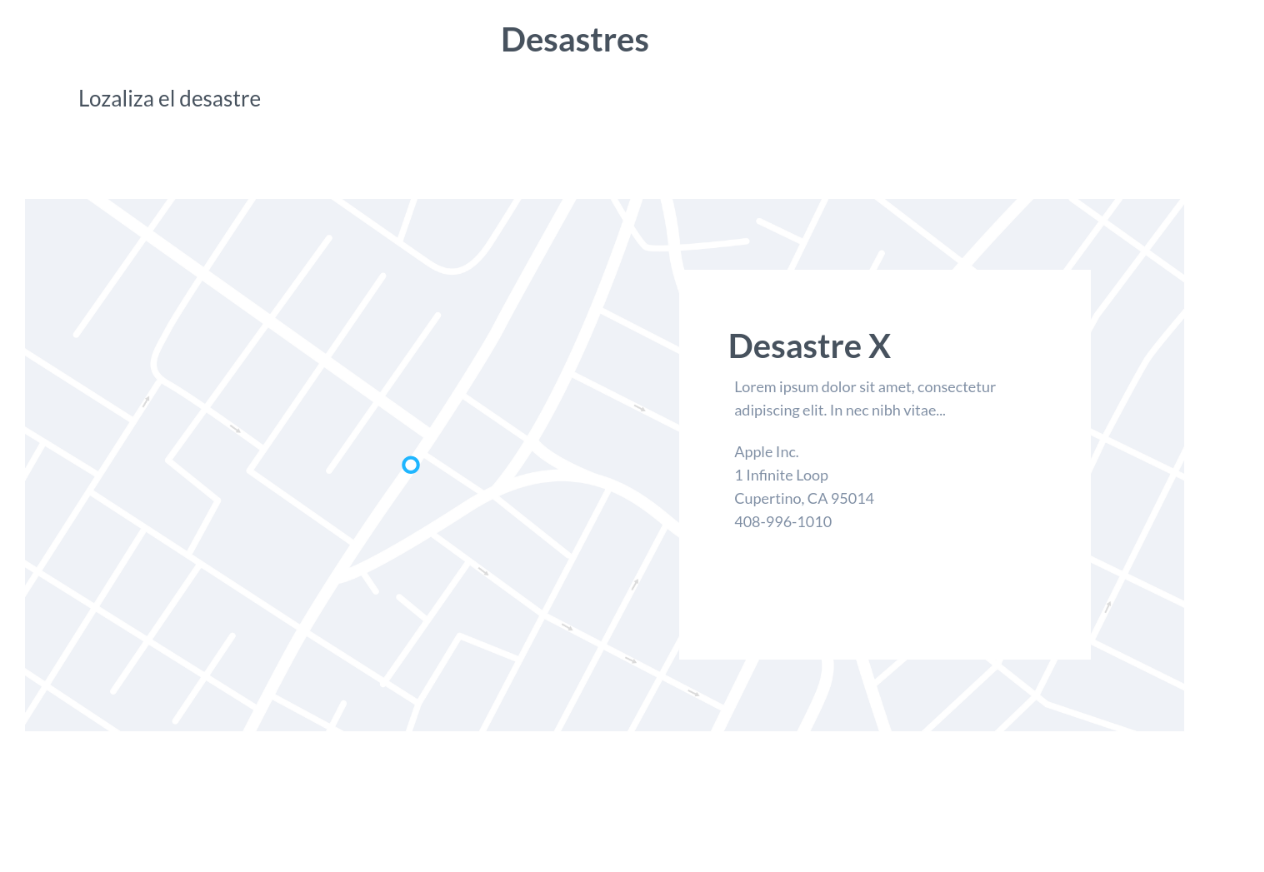 Desastres
Lozaliza el desastre
Desastre X
Lorem ipsum dolor sit amet, consectetur
adipiscing elit. In nec nibh vitae...
Apple Inc.
1 Infinite Loop
Cupertino, CA 95014
408-996-1010